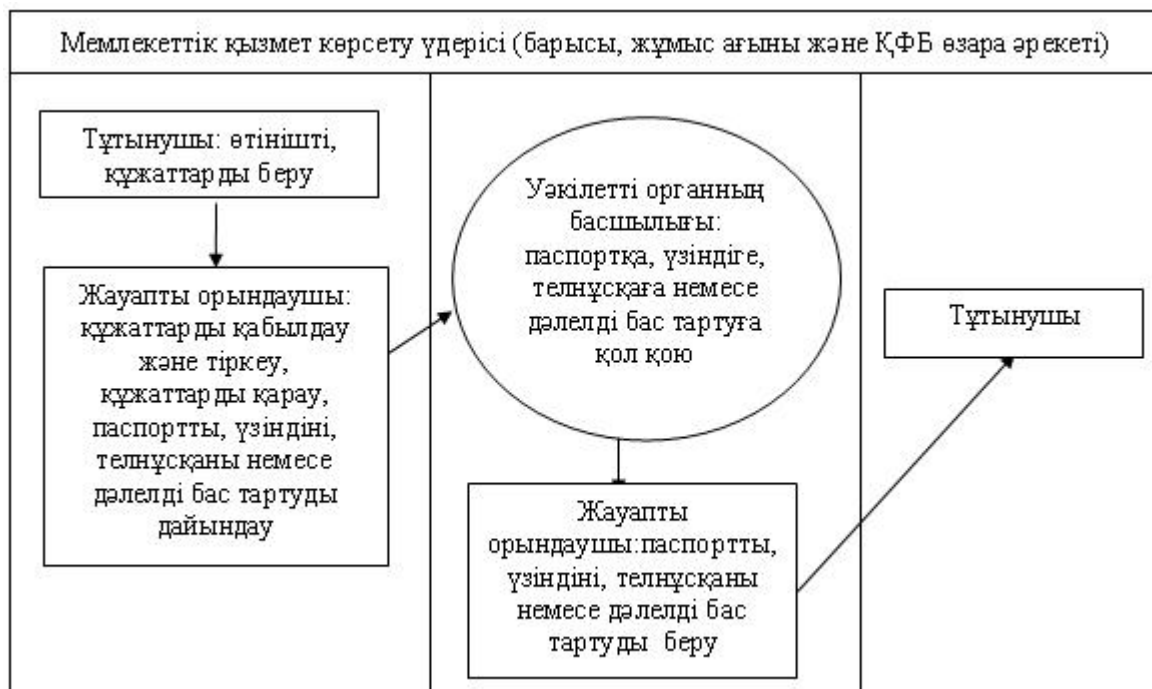 Мемлекеттік қызмет көрсету үдерісі (барысы, жұмыс ағыны және ҚФБ өзара әрекеті)
Тұтынушы: өтінішті,
құжаттарды беру
Жауапты орындаушы:
құжаттарды қабылдау
және тіркеу,
құжаттарды қарау,
паспортты, үзіндіні,
телнұсқаны немесе
дәлелді бас тартуды
дайындау
Уәкілетті органның
басшылығы:
паспортқа, үзіндіге,
телнұсқаға немесе
дәлелді бас тартуға
қол қою
Жауапты
орындаушы:паспортты,
үзіндіні, телнұсқаны
немесе дәлелді бас
тартуды беру
Тұтынушы